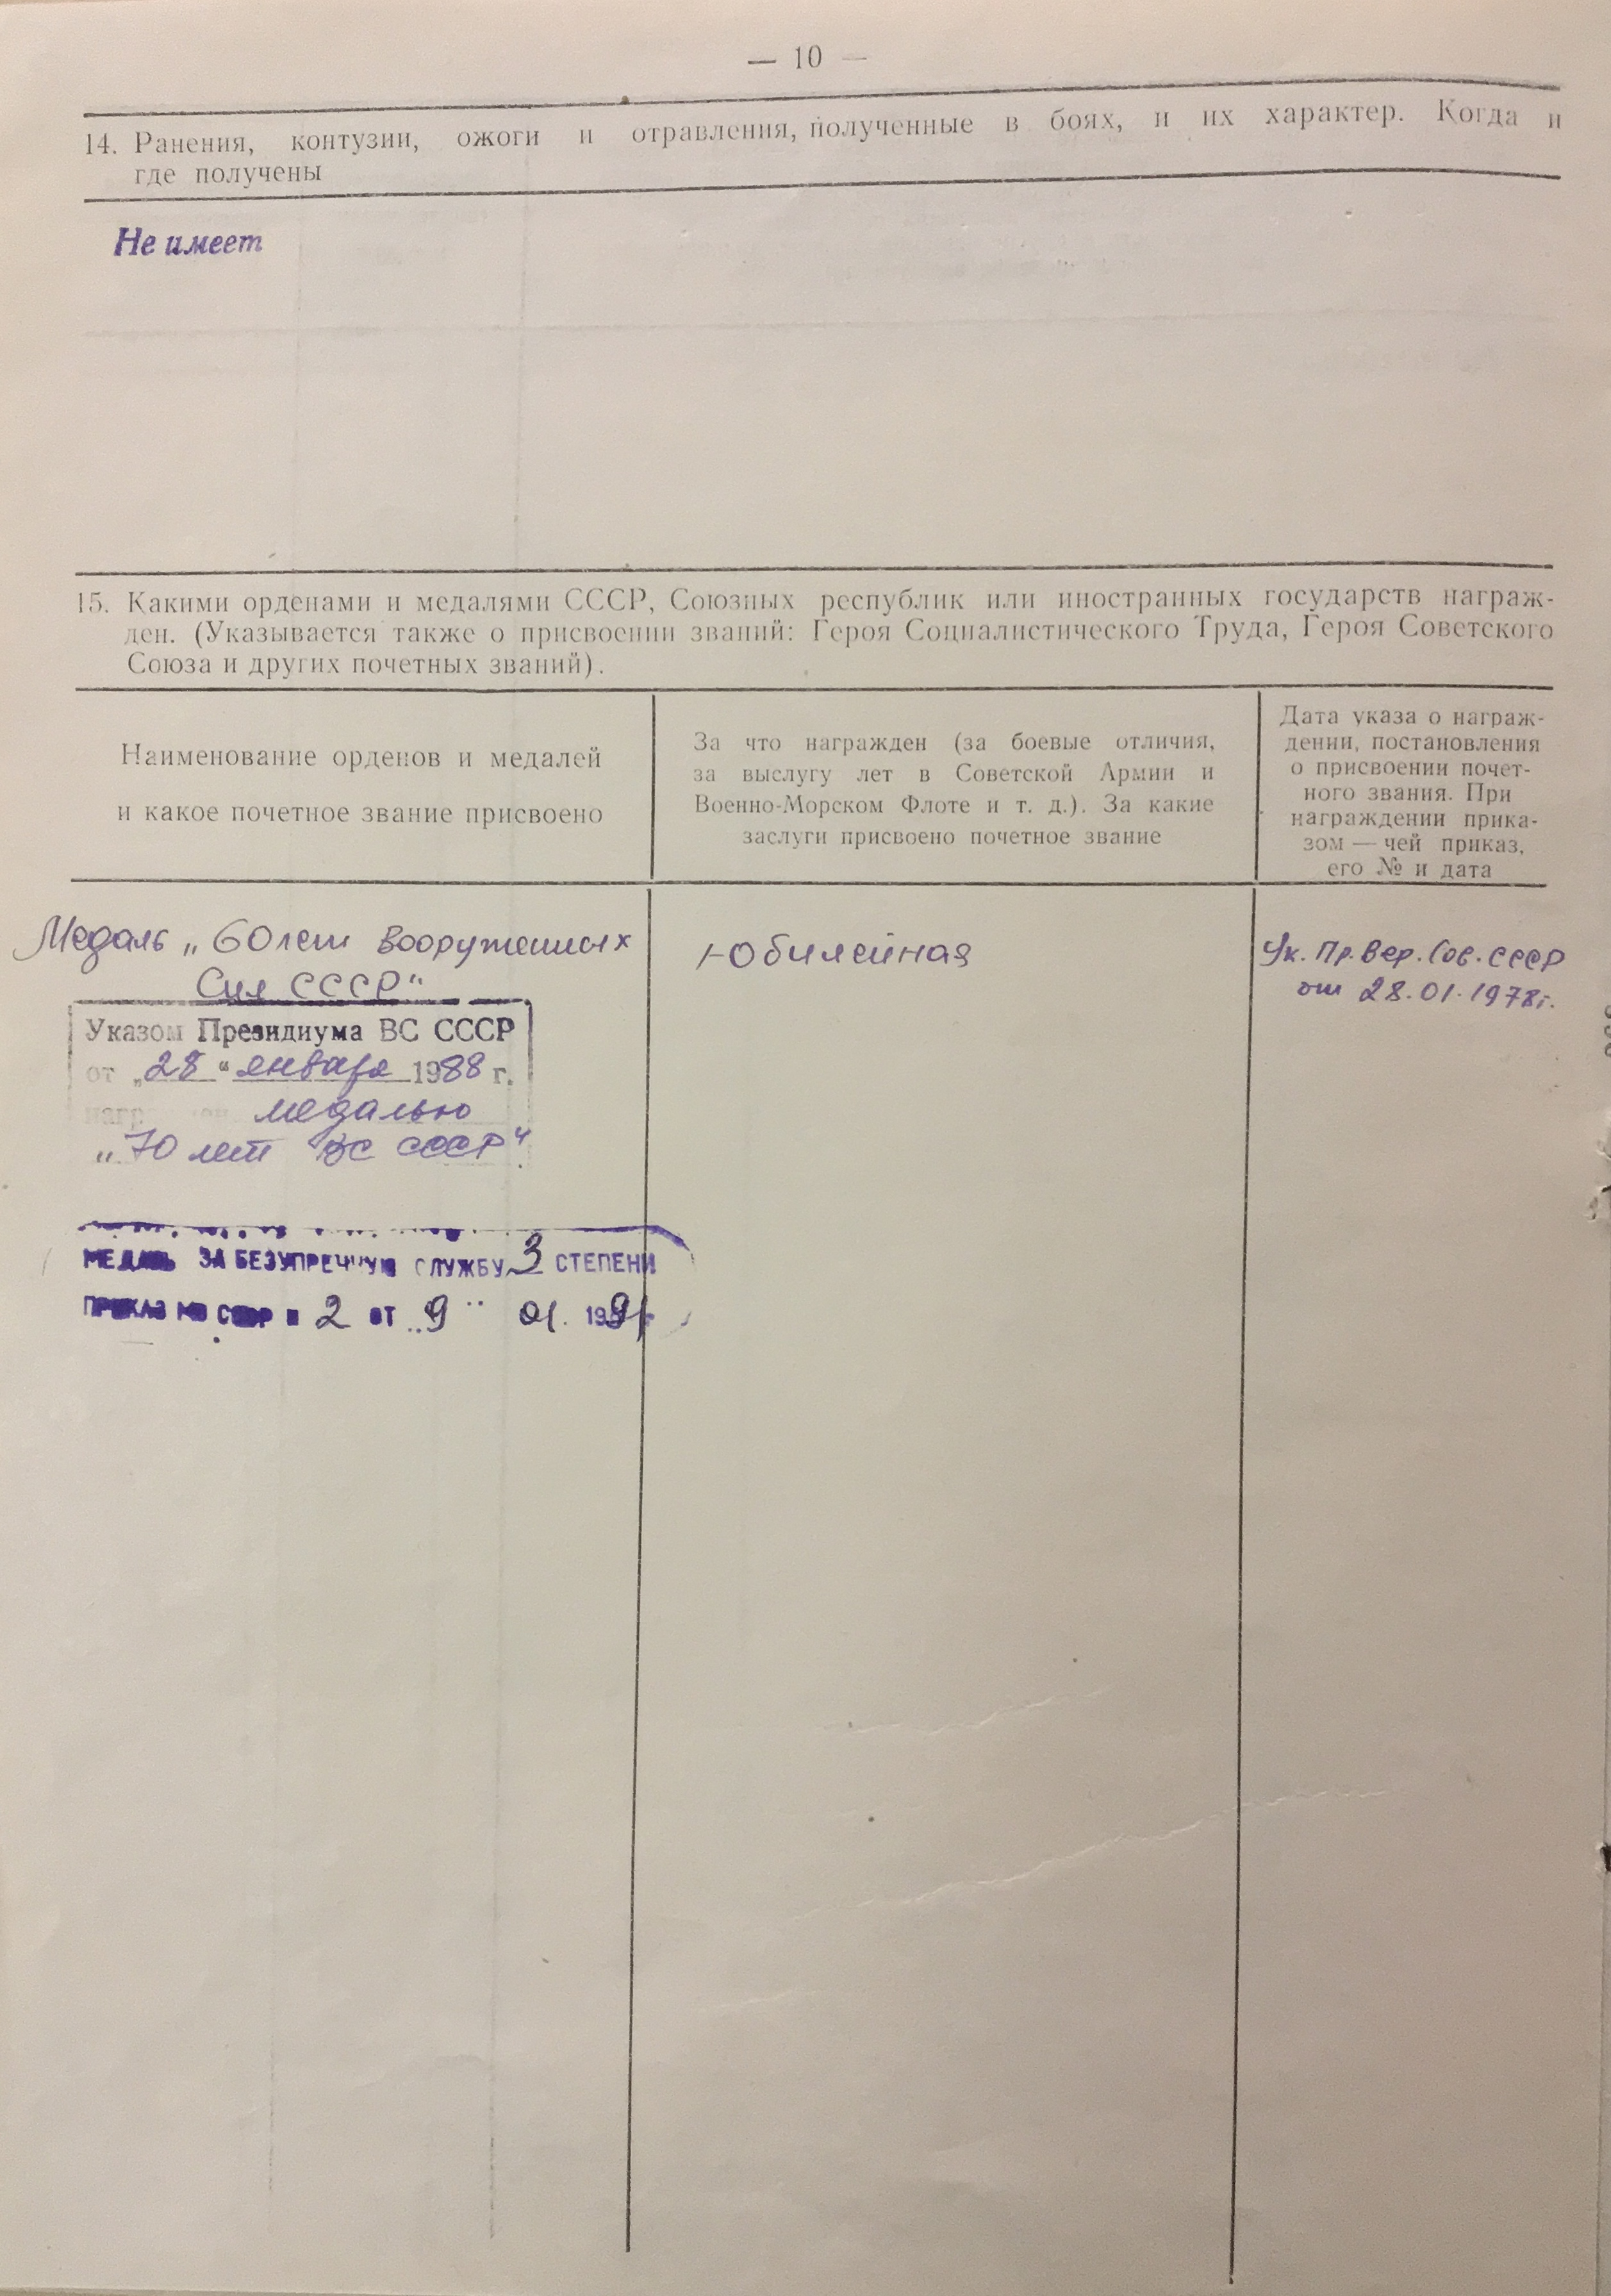 — 10 —
14. Ранения, контузии, ожоги и отравления, полученные в боях, и их характер. Когда и
где получены
Не имеет
15. Какими орденами и медалями СССР, Союзных республик или иностранных государств награж-
ден. (Указывается также о присвоении званий: Героя Социалистического Труда, Героя Советского
Союза и других почетных званий).
Наименование орденов и медалей
и какое почетное звание присвоено
За что награжден (за боевые отличия,
за выслугу лет в Советской Армии и
Военно-Морском Флоте и т. д.). За какие
заслуги присвоено почетное звание
Дата указа о награж-
дении, постановления
о присвоении почет-
ного звания. При
награждении прика-
зом — чей приказ,
его № и дата
Медаль „60 лет Вооруженных
Сил СССР"
Юбилейная
Ук. Пр. Вер. Сов. СССР
от 28.01.1978г.
Указом Президиума ВС СССР
от „28" января 1988 г.
медалью
„70 лет ВС СССР"
МЕДАЛЬ ЗА БЕЗУПРЕЧНУЮ СЛУЖБУ 3 СТЕПЕНИ
ПРИКАЗ МО СССР 2 ОТ „9" 01. 1991